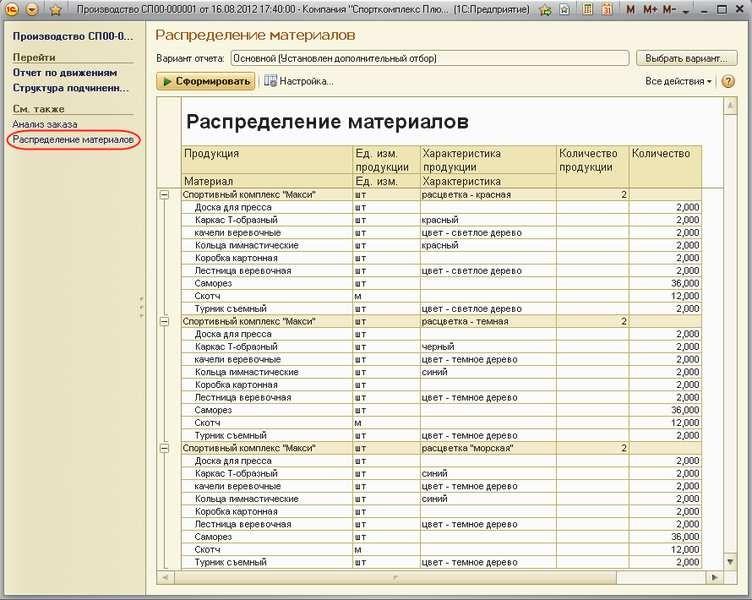 Производство СП00-000001 от 16.08.2012 17:40:00 - Компания "Спорткомплекс Плю... (1С:Предприятие) M M+ M-
Производство СП00-0...
Перейти
Отчет по движениям
Структура подчиненн...
См. также
Анализ заказа
Распределение материалов
Распределение материалов
Вариант отчета: Основной (Установлен дополнительный отбор) Выбрать вариант...
Сформировать Настройка... Все действия ?
Распределение материалов
Продукция Ед. изм. продукции Характеристика продукции Количество продукции Количество
Материал Ед. изм. Характеристика
Спортивный комплекс "Макси" шт расцветка - красная 2
Доска для пресса шт 2,000
Каркас Т-образный шт красный 2,000
качели веревочные шт цвет - светлое дерево 2,000
Кольца гимнастические шт красный 2,000
Коробка картонная шт 2,000
Лестница веревочная шт цвет - светлое дерево 2,000
Саморез шт 36,000
Скотч м 12,000
Турник съемный шт цвет - светлое дерево 2,000
Спортивный комплекс "Макси" шт расцветка - темная 2
Доска для пресса шт 2,000
Каркас Т-образный шт черный 2,000
качели веревочные шт цвет - темное дерево 2,000
Кольца гимнастические шт синий 2,000
Коробка картонная шт 2,000
Лестница веревочная шт цвет - темное дерево 2,000
Саморез шт 36,000
Скотч м 12,000
Турник съемный шт цвет - темное дерево 2,000
Спортивный комплекс "Макси" шт расцветка "морская" 2
Доска для пресса шт 2,000
Каркас Т-образный шт синий 2,000
качели веревочные шт цвет - темное дерево 2,000
Кольца гимнастические шт синий 2,000
Коробка картонная шт 2,000
Лестница веревочная шт цвет - темное дерево 2,000
Саморез шт 36,000
Скотч м 12,000
Турник съемный шт цвет - темное дерево 2,000